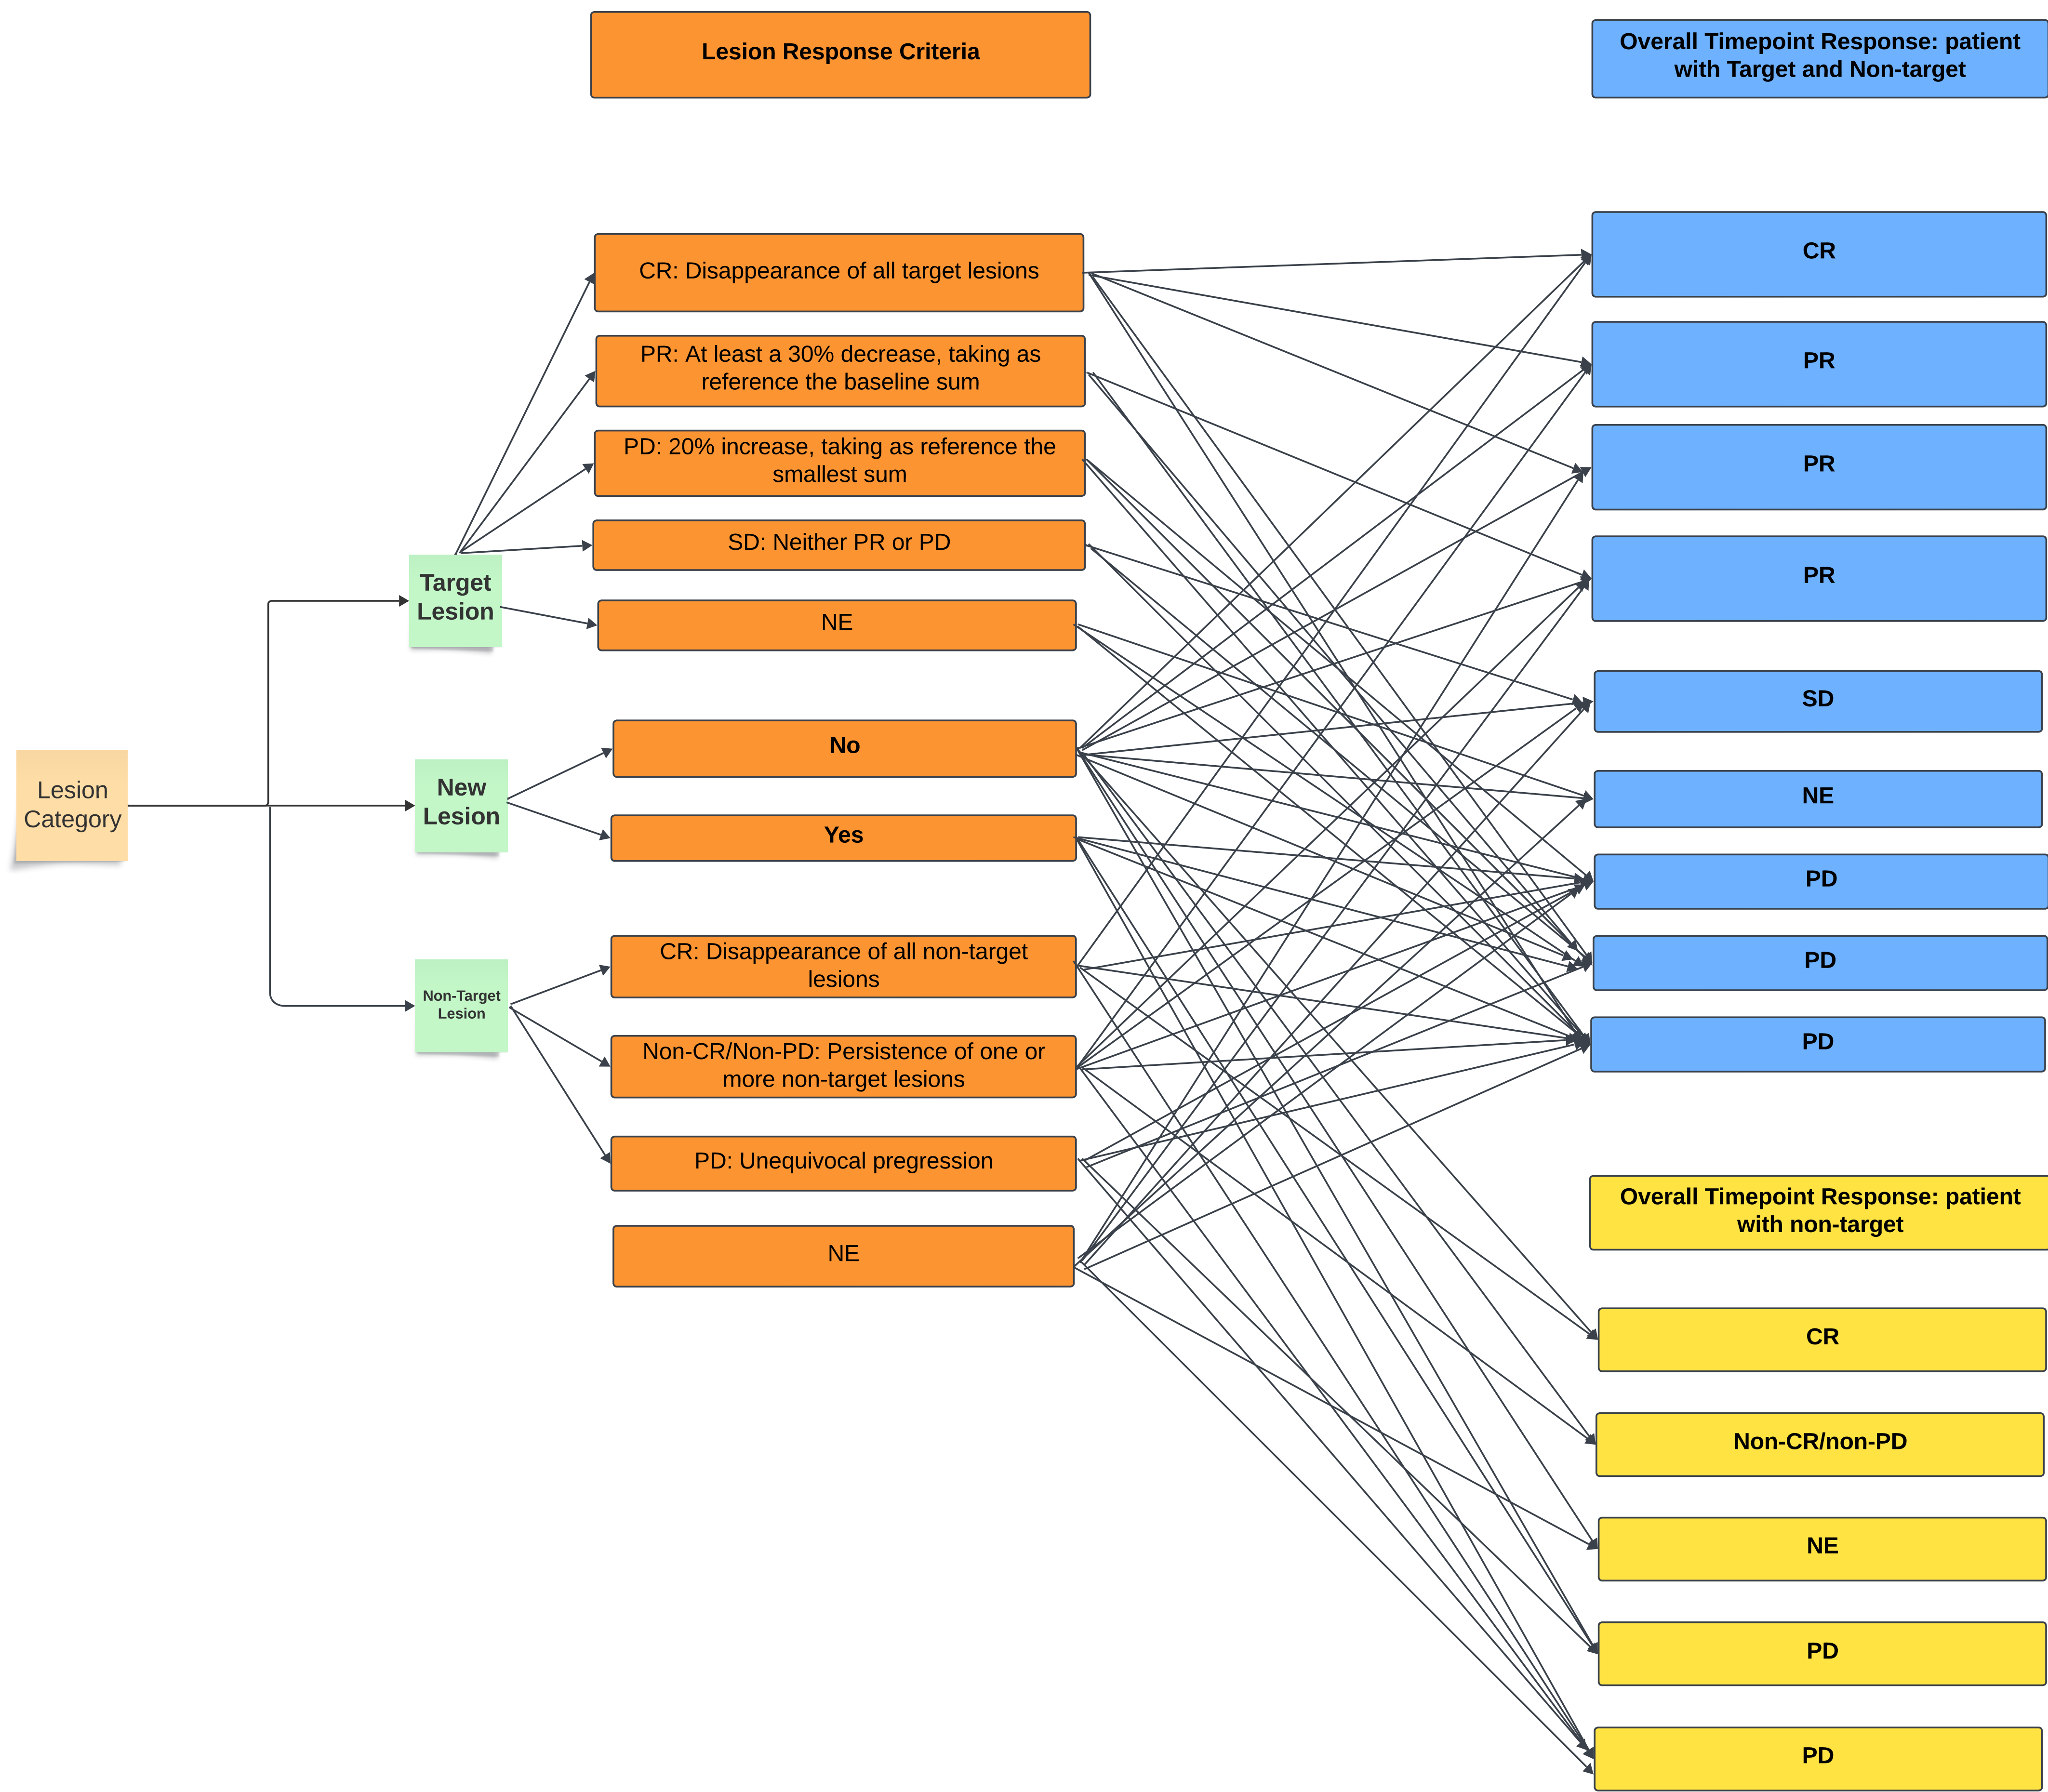 Lesion Response Criteria
Overall Timepoint Response: patient
with Target and Non-target
CR: Disappearance of all target lesions
PR: At least a 30% decrease, taking as
reference the baseline sum
PD: 20% increase, taking as reference the
smallest sum
SD: Neither PR or PD
NE
Target
Lesion
No
Yes
New
Lesion
Lesion
Category
CR: Disappearance of all non-target
lesions
Non-CR/Non-PD: Persistence of one or
more non-target lesions
PD: Unequivocal pregression
NE
Non-Target
Lesion
CR
PR
PR
PR
SD
NE
PD
PD
PD
Overall Timepoint Response: patient
with non-target
CR
Non-CR/non-PD
NE
PD
PD